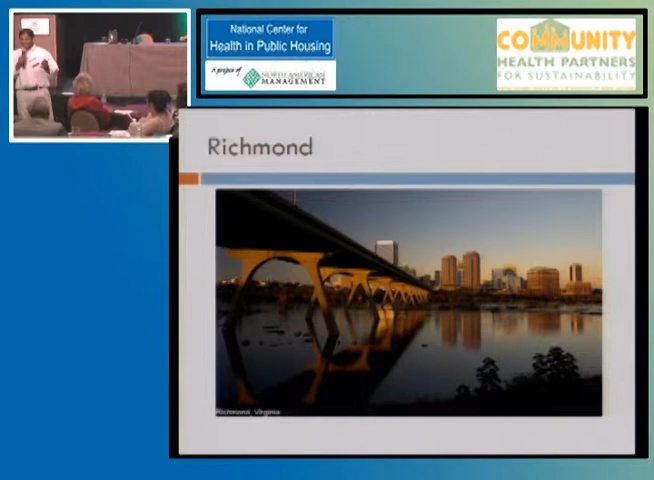 National Center for
Health in Public Housing
a project of
NORTH AMERICAN
MANAGEMENT
COMMUNITY
HEALTH PARTNERS
FOR SUSTAINABILITY
Richmond
Richmond, Virginia